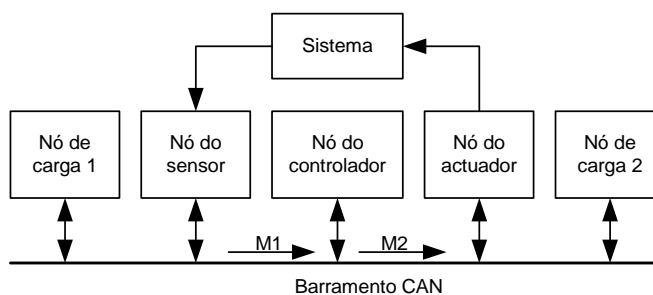 Sistema
Nó de
carga 1
Nó do
sensor
Nó do
controlador
Nó do
actuador
Nó de
carga 2
M1
M2
Barramento CAN